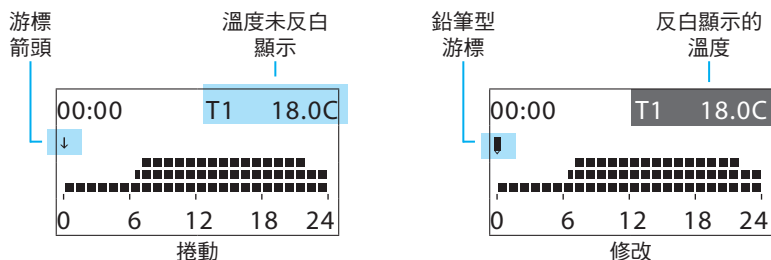 游標
箭頭
溫度未反白
顯示
00:00 T1 18.0C
↓
0 6 12 18 24
捲動
鉛筆型
游標
反白顯示的
溫度
00:00 T1 18.0C
0 6 12 18 24
修改